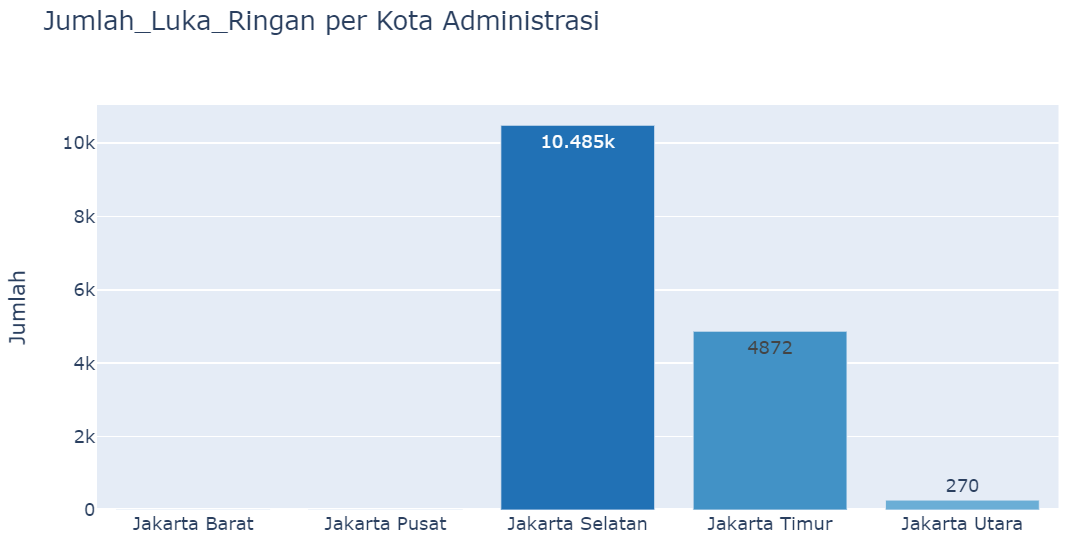 Jumlah_Luka_Ringan per Kota Administrasi
Jumlah
10k
8k
6k
4k
2k
0
10.485k
4872
270
Jakarta Barat
Jakarta Pusat
Jakarta Selatan
Jakarta Timur
Jakarta Utara